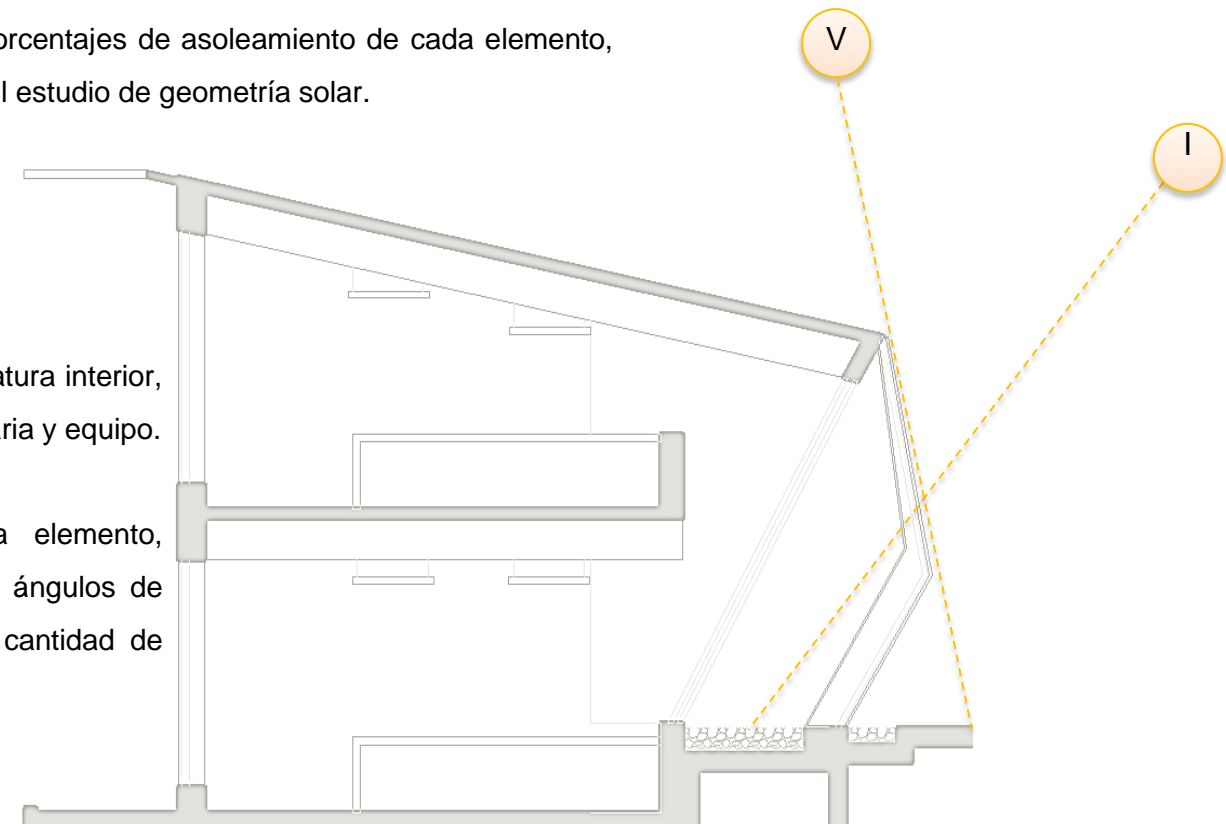 orcentajes de asoleamiento de cada elemento,
l estudio de geometría solar.
V
I
atura interior,
aria y equipo.
a elemento,
ángulos de
cantidad de